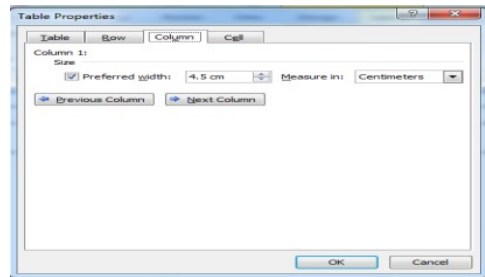 Table Properties
Table Row Column Cell
Column 1:
Size
Preferred width: 4.5 cm Measure in: Centimeters
Previous Column Next Column
OK Cancel